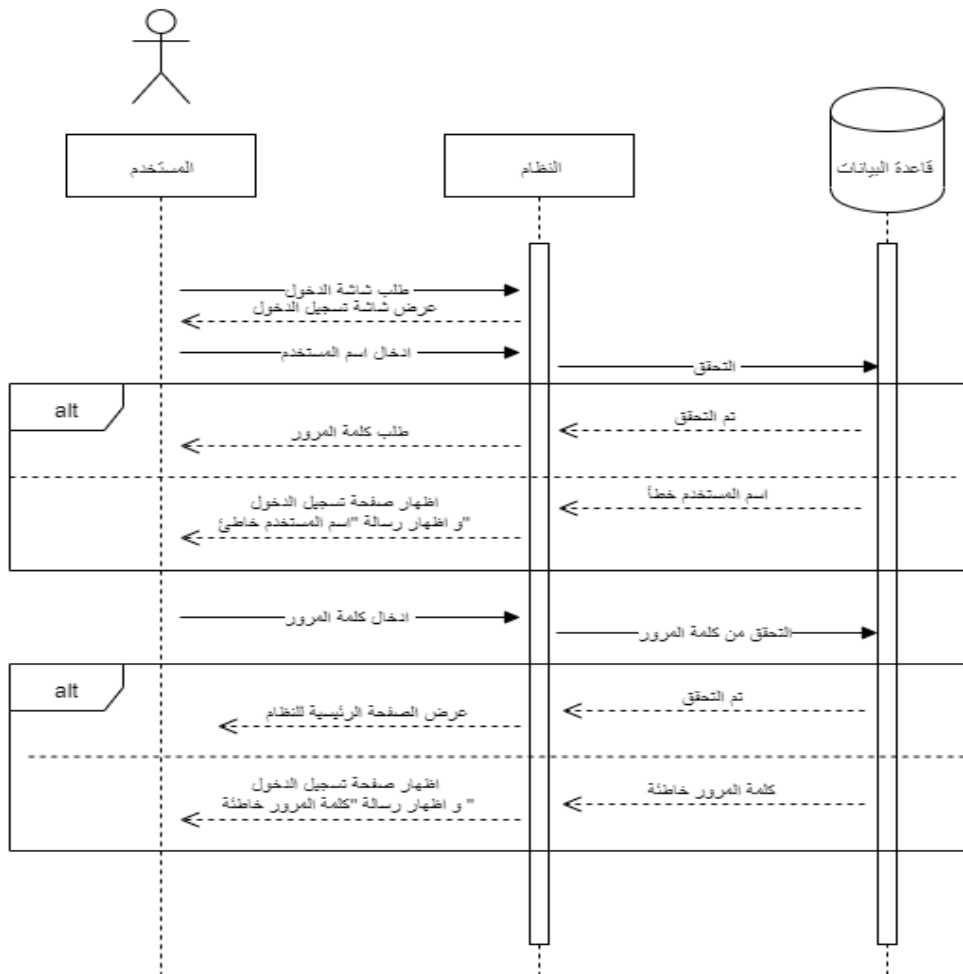 المستخدم
النظام
قاعدة البيانات
طلب شاشة الدخول
عرض شاشة تسجيل الدخول
ادخال اسم المستخدم
التحقق
alt
تم التحقق
طلب كلمة المرور
اسم المستخدم خطأ
اظهار صفحة تسجيل الدخول
و اظهار رسالة "اسم المستخدم خاطئ"
ادخال كلمة المرور
التحقق من كلمة المرور
alt
تم التحقق
عرض الصفحة الرئيسية للنظام
كلمة المرور خاطئة
اظهار صفحة تسجيل الدخول
و اظهار رسالة "كلمة المرور خاطئة "